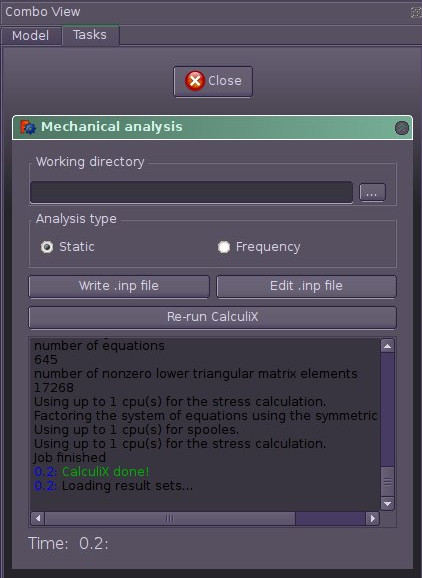 Combo View
Model Tasks
Close
Mechanical analysis
Working directory
...
Analysis type
Static Frequency
Write .inp file Edit .inp file
Re-run CalculiX
number of equations
645
number of nonzero lower triangular matrix elements
17268
Using up to 1 cpu(s) for the stress calculation.
Factoring the system of equations using the symmetric
Using up to 1 cpu(s) for spooles.
Using up to 1 cpu(s) for the stress calculation.
Job finished
0.2: CalculiX done!
0.2: Loading result sets...
Time: 0.2: